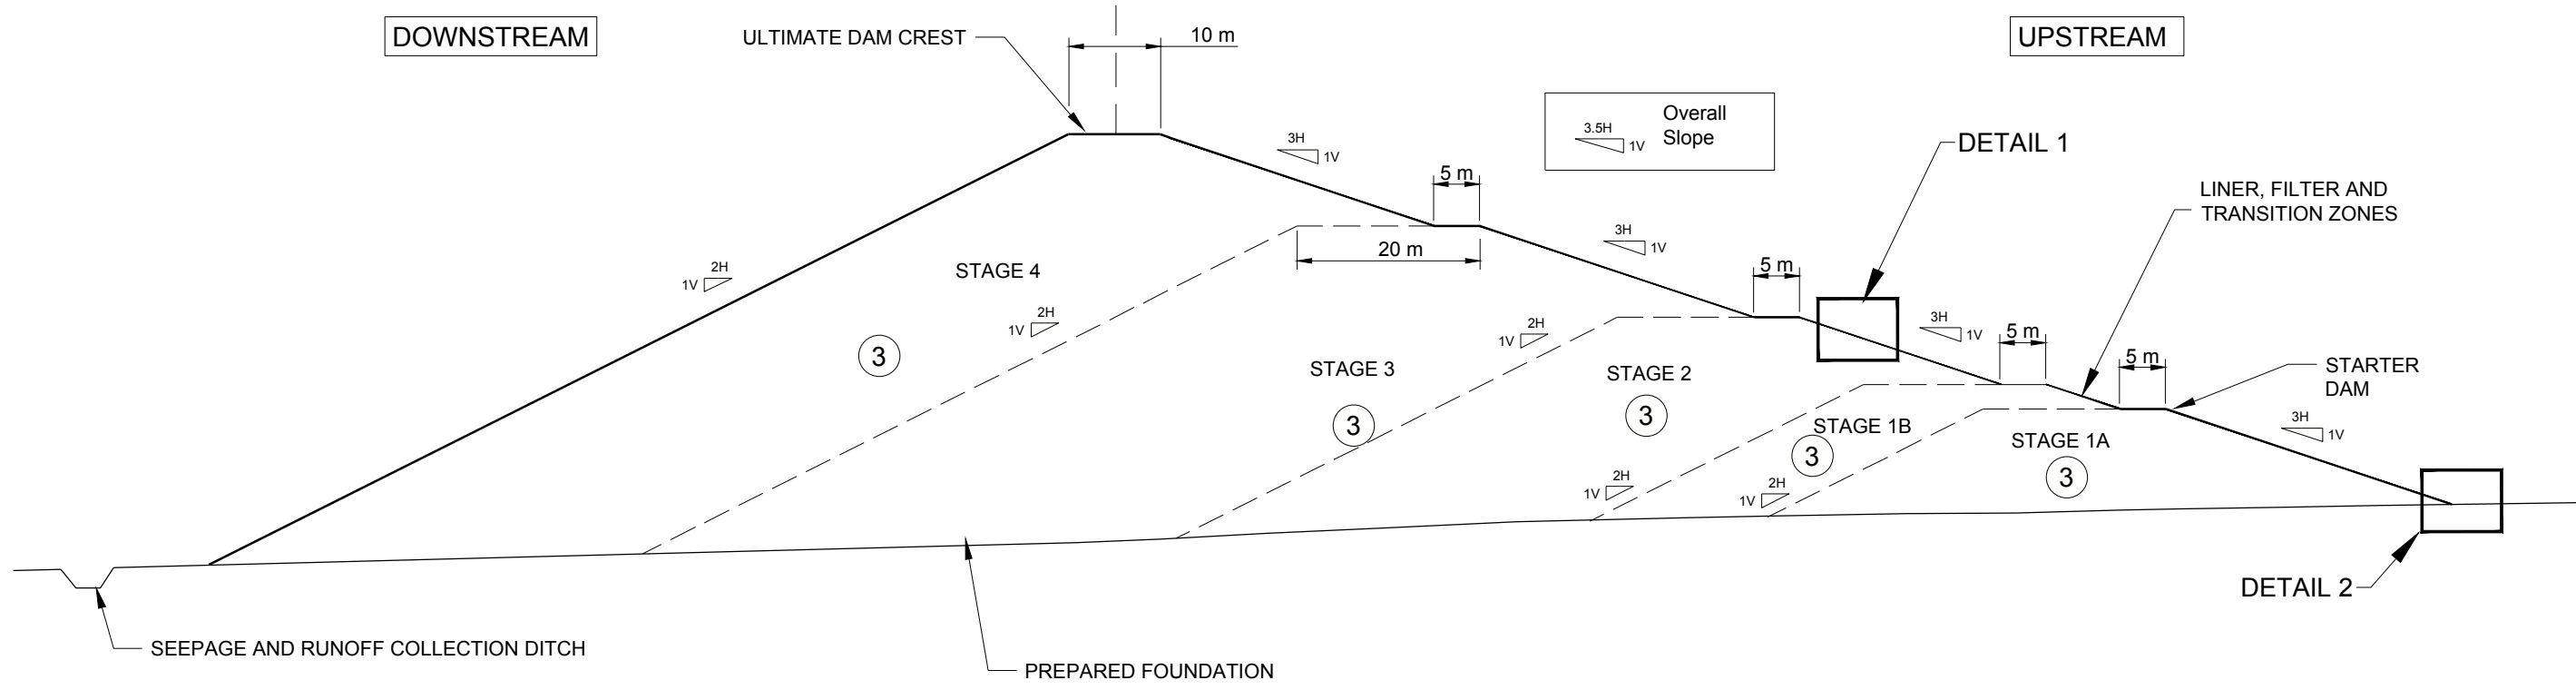 DOWNSTREAM
ULTIMATE DAM CREST
10 m
UPSTREAM
3H
1V
3.5H
1V
Overall
Slope
DETAIL 1
5 m
LINER, FILTER AND
TRANSITION ZONES
3H
1V
20 m
STAGE 4
2H
1V
5 m
2H
1V
3
2H
1V
3H
1V
5 m
5 m
STARTER
DAM
STAGE 3
3
STAGE 2
3
STAGE 1B
3
STAGE 1A
3
3H
1V
2H
1V
2H
1V
DETAIL 2
SEEPAGE AND RUNOFF COLLECTION DITCH
PREPARED FOUNDATION